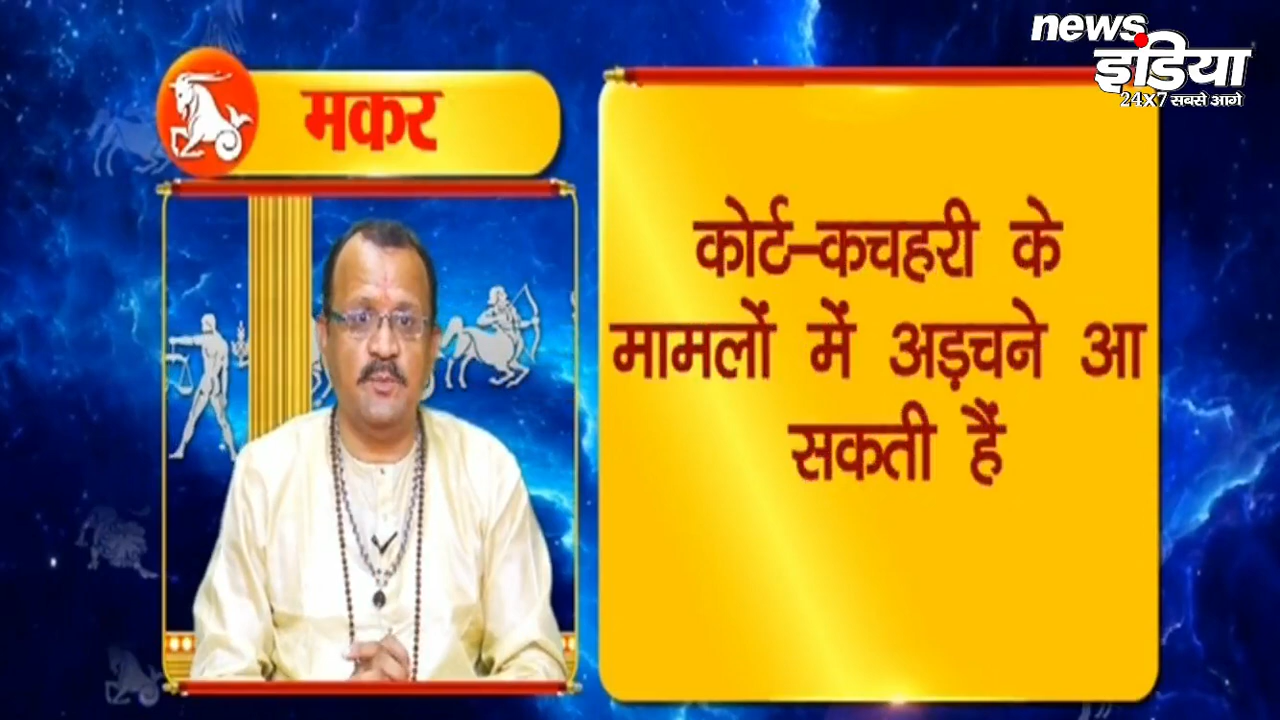 news
इंडिया
24x7 सबसे आगे
मकर
कोर्ट-कचहरी के
मामलों में अड़चने आ
सकती हैं